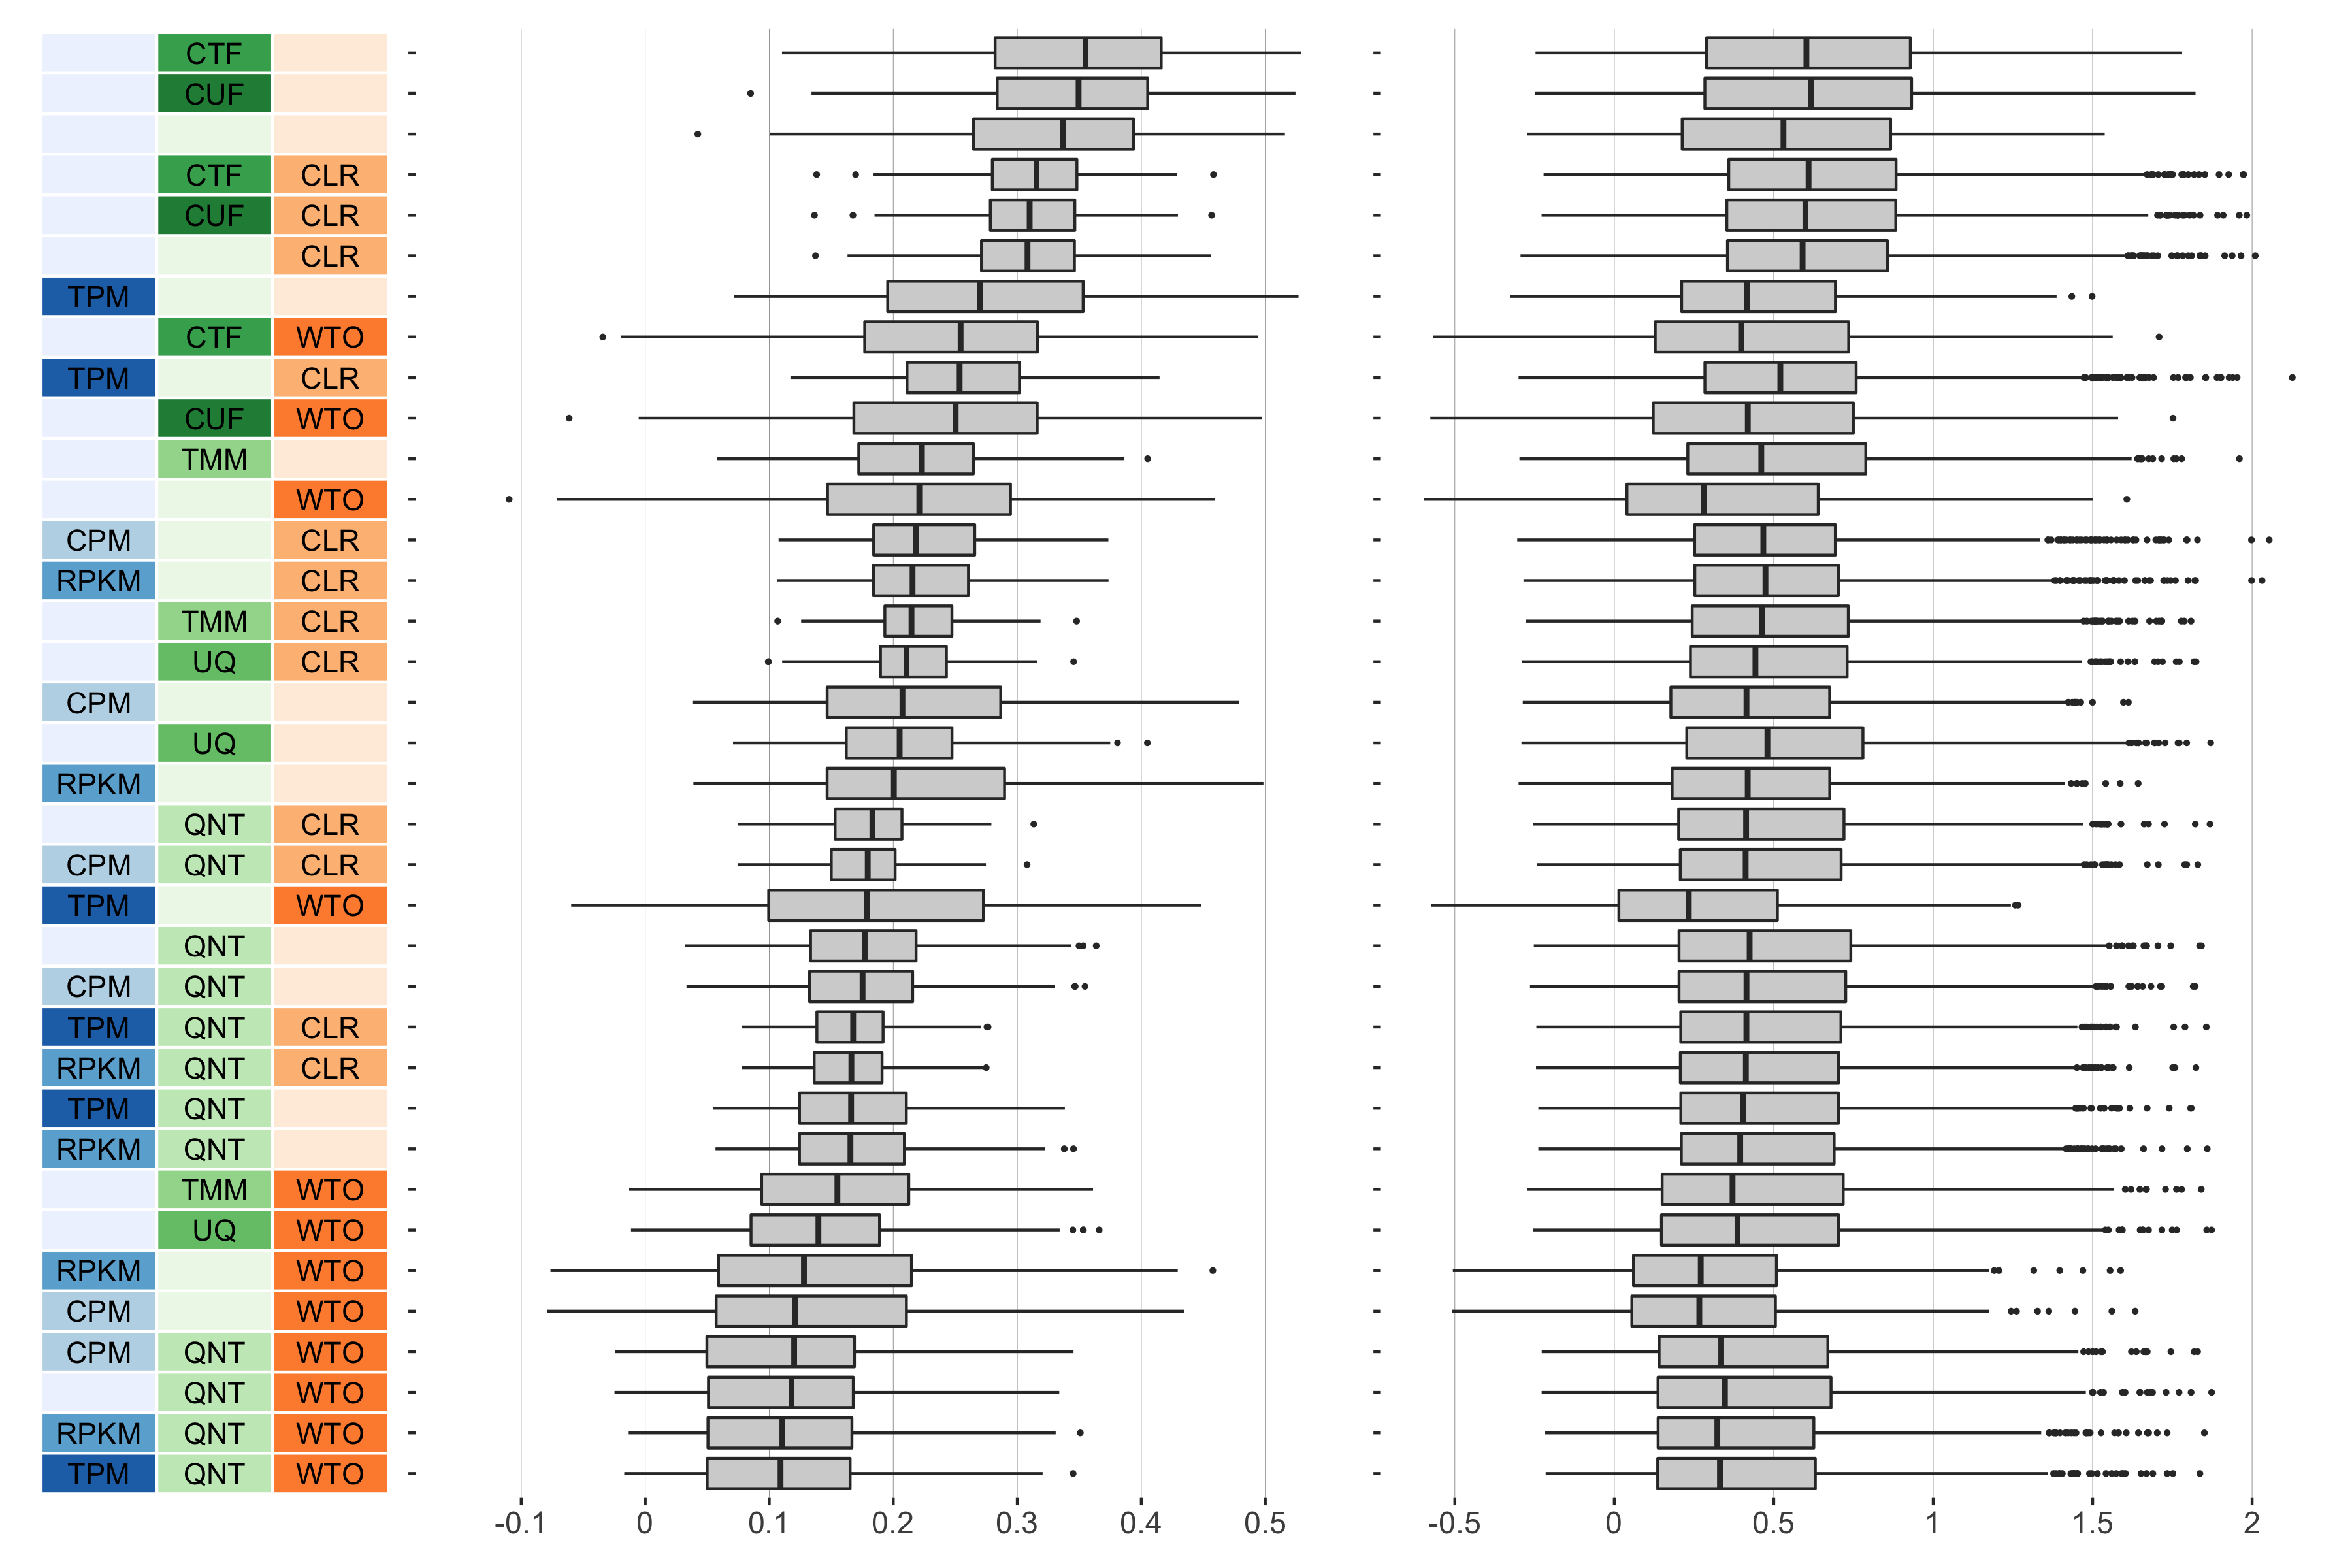 CTF
CUF
CTF CLR
CUF CLR
CLR
TPM
CTF WTO
TPM CLR
CUF WTO
TMM
WTO
CPM CLR
RPKM CLR
TMM CLR
UQ CLR
CPM
UQ
RPKM
QNT CLR
CPM QNT CLR
TPM WTO
QNT
CPM QNT
TPM QNT CLR
RPKM QNT CLR
TPM QNT
RPKM QNT
TMM WTO
UQ WTO
RPKM WTO
CPM WTO
CPM QNT WTO
QNT WTO
RPKM QNT WTO
TPM QNT WTO
-0.1 0 0.1 0.2 0.3 0.4 0.5 -0.5 0 0.5 1 1.5 2